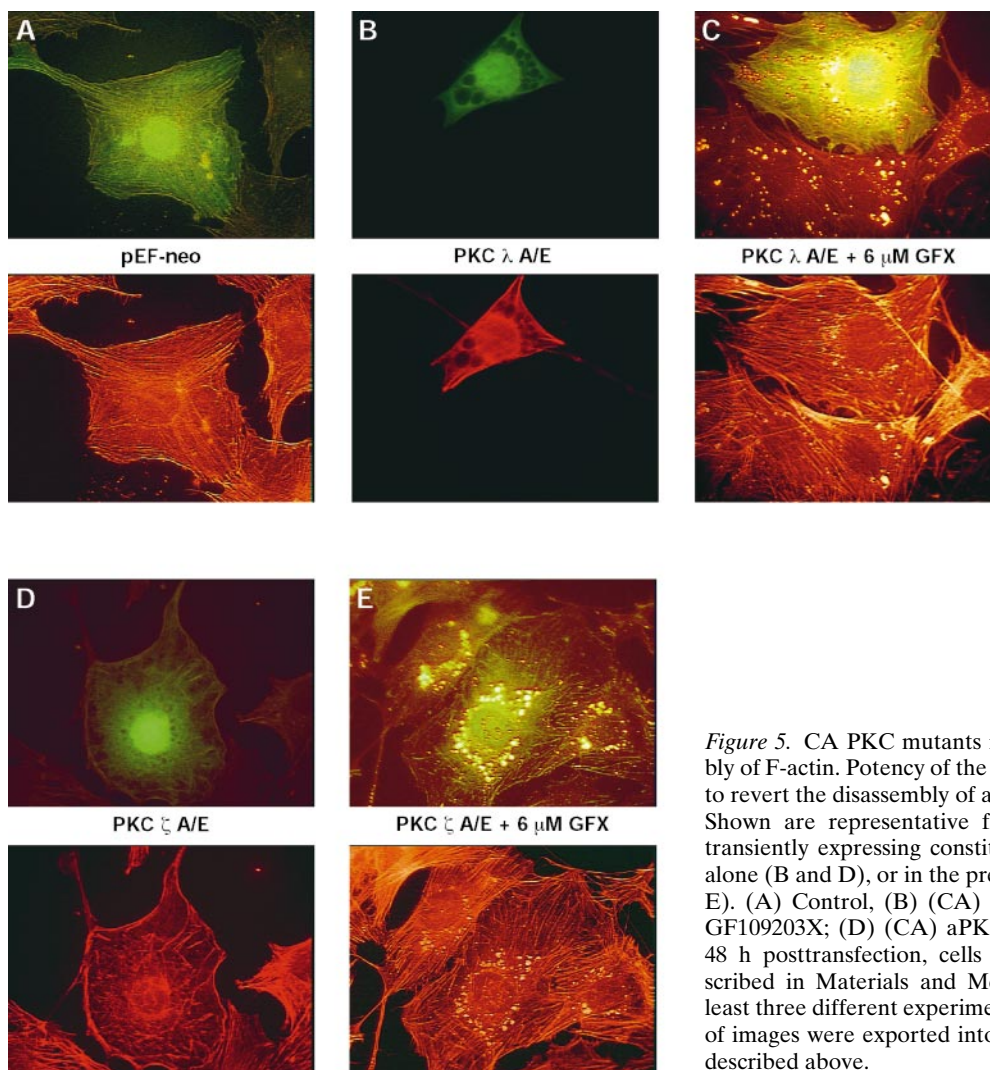 A
B
C
pEF-neo
PKC λ A/E
PKC λ A/E + 6 μM GFX
D
E
PKC ζ A/E
PKC ζ A/E + 6 μM GFX
Figure 5. CA PKC mutants
bly of F-actin. Potency of the
to revert the disassembly of a
Shown are representative f
transiently expressing constit
alone (B and D), or in the pre
E). (A) Control, (B) (CA)
GF109203X; (D) (CA) aPK
48 h posttransfection, cells
scribed in Materials and M
least three different experime
of images were exported into
described above.